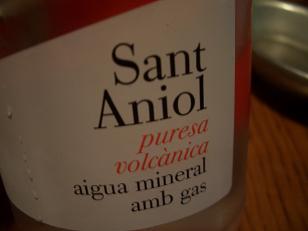 Sant
Aniol
puresa
volcànica
aigua mineral
amb gas